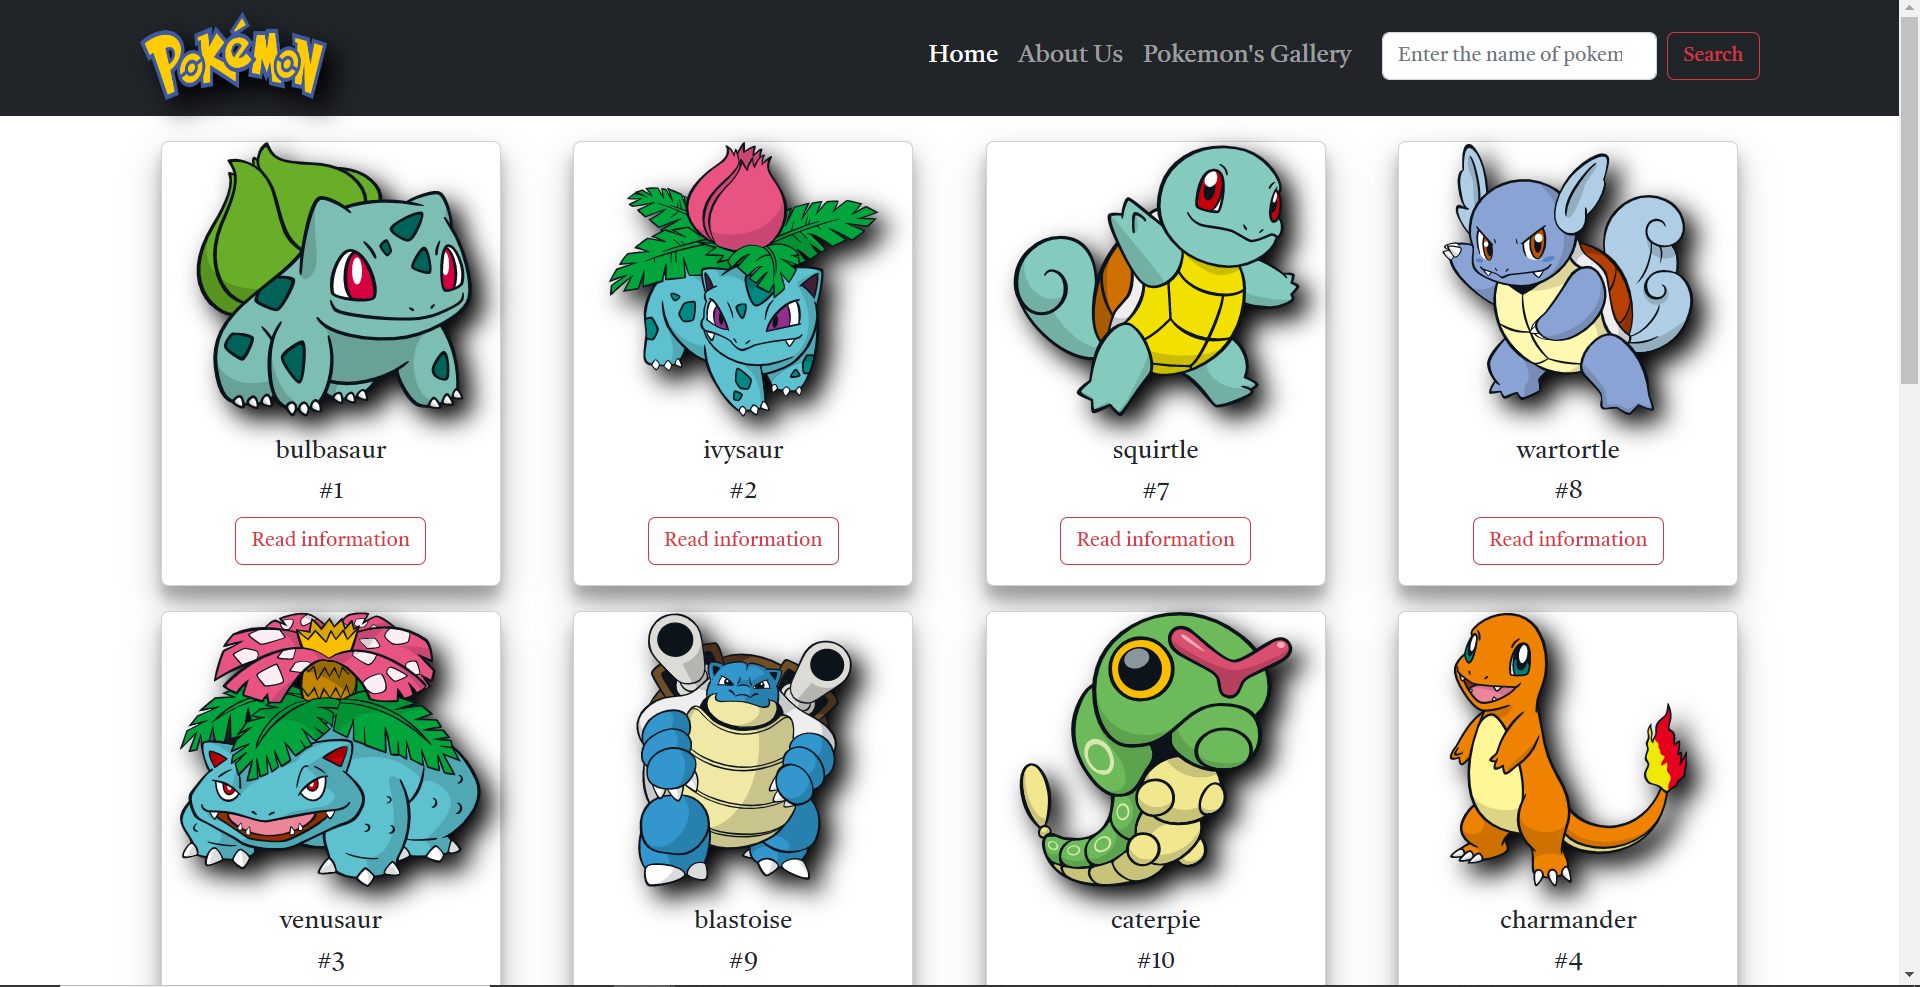 Pokémon
Home About Us Pokemon's Gallery Enter the name of pokem Search
bulbasaur ivysaur squirtle wartortle
#1 #2 #7 #8
Read information Read information Read information Read information
venusaur blastoise caterpie charmander
#3 #9 #10 #4